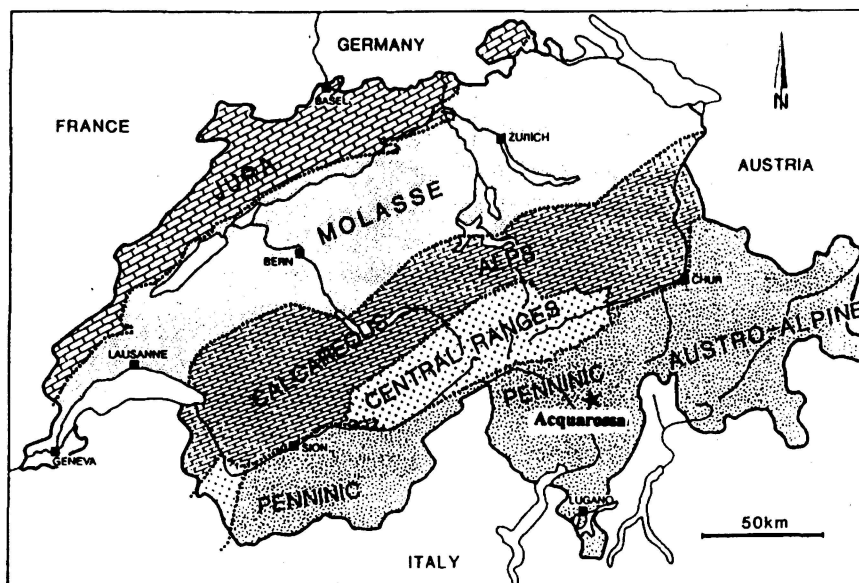 GERMANY
BASEL
FRANCE
ZURICH
N
AUSTRIA
JURA
MOLASSE
BERN
ALPS
CHUR
LAUSANNE
CALCAREOUS
CENTRAL RANGES
AUSTRO-ALPINE
PENNINIC
Acquarossa
GENEVA
SION
PENNINIC
LUGANO
50km
ITALY